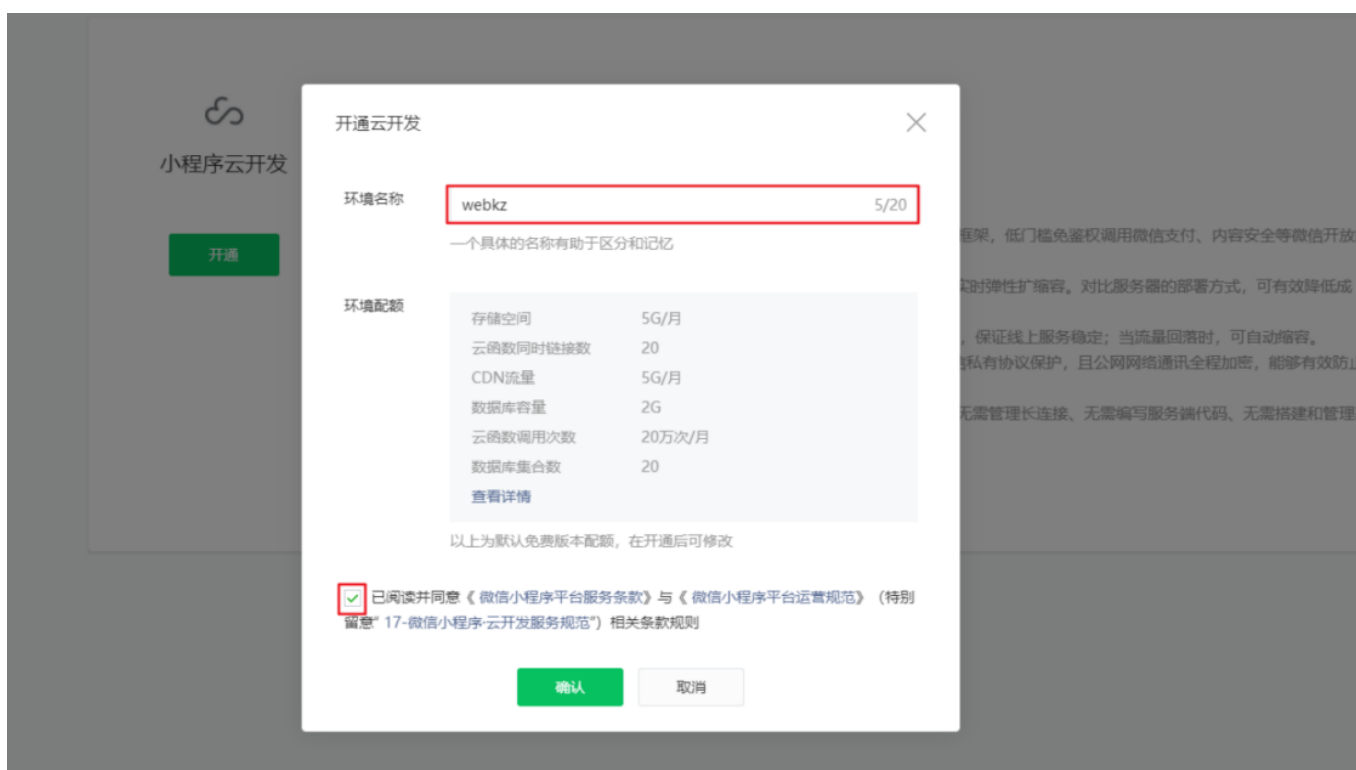 开通云开发
小程序云开发
环境名称
webkz 5/20
一个具体的名称有助于区分和记忆
开通
框架，低门槛免鉴权调用微信支付、内容安全等微信开放
实时弹性扩缩容。对比服务器的部署方式，可有效降低成
，保证线上服务稳定；当流量回落时，可自动缩容。
私有协议保护，且公网网络通讯全程加密，能够有效防止
无需管理长连接、无需编写服务端代码、无需搭建和管理
环境配额
存储空间 5G/月
云函数同时链接数 20
CDN流量 5G/月
数据库容量 2G
云函数调用次数 20万次/月
数据库集合数 20
查看详情
以上为默认免费版本配额，在开通后可修改
已阅读并同意《微信小程序平台服务条款》与《微信小程序平台运营规范》（特别
留意“17-微信小程序·云开发服务规范”）相关条款规则
确认 取消